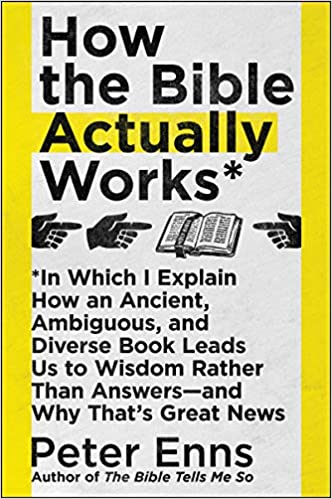 How
the Bible
Actually
Works*
*In Which I Explain
How an Ancient,
Ambiguous, and
Diverse Book Leads
Us to Wisdom Rather
Than Answers—and
Why That's Great News
Peter Enns
Author of The Bible Tells Me So